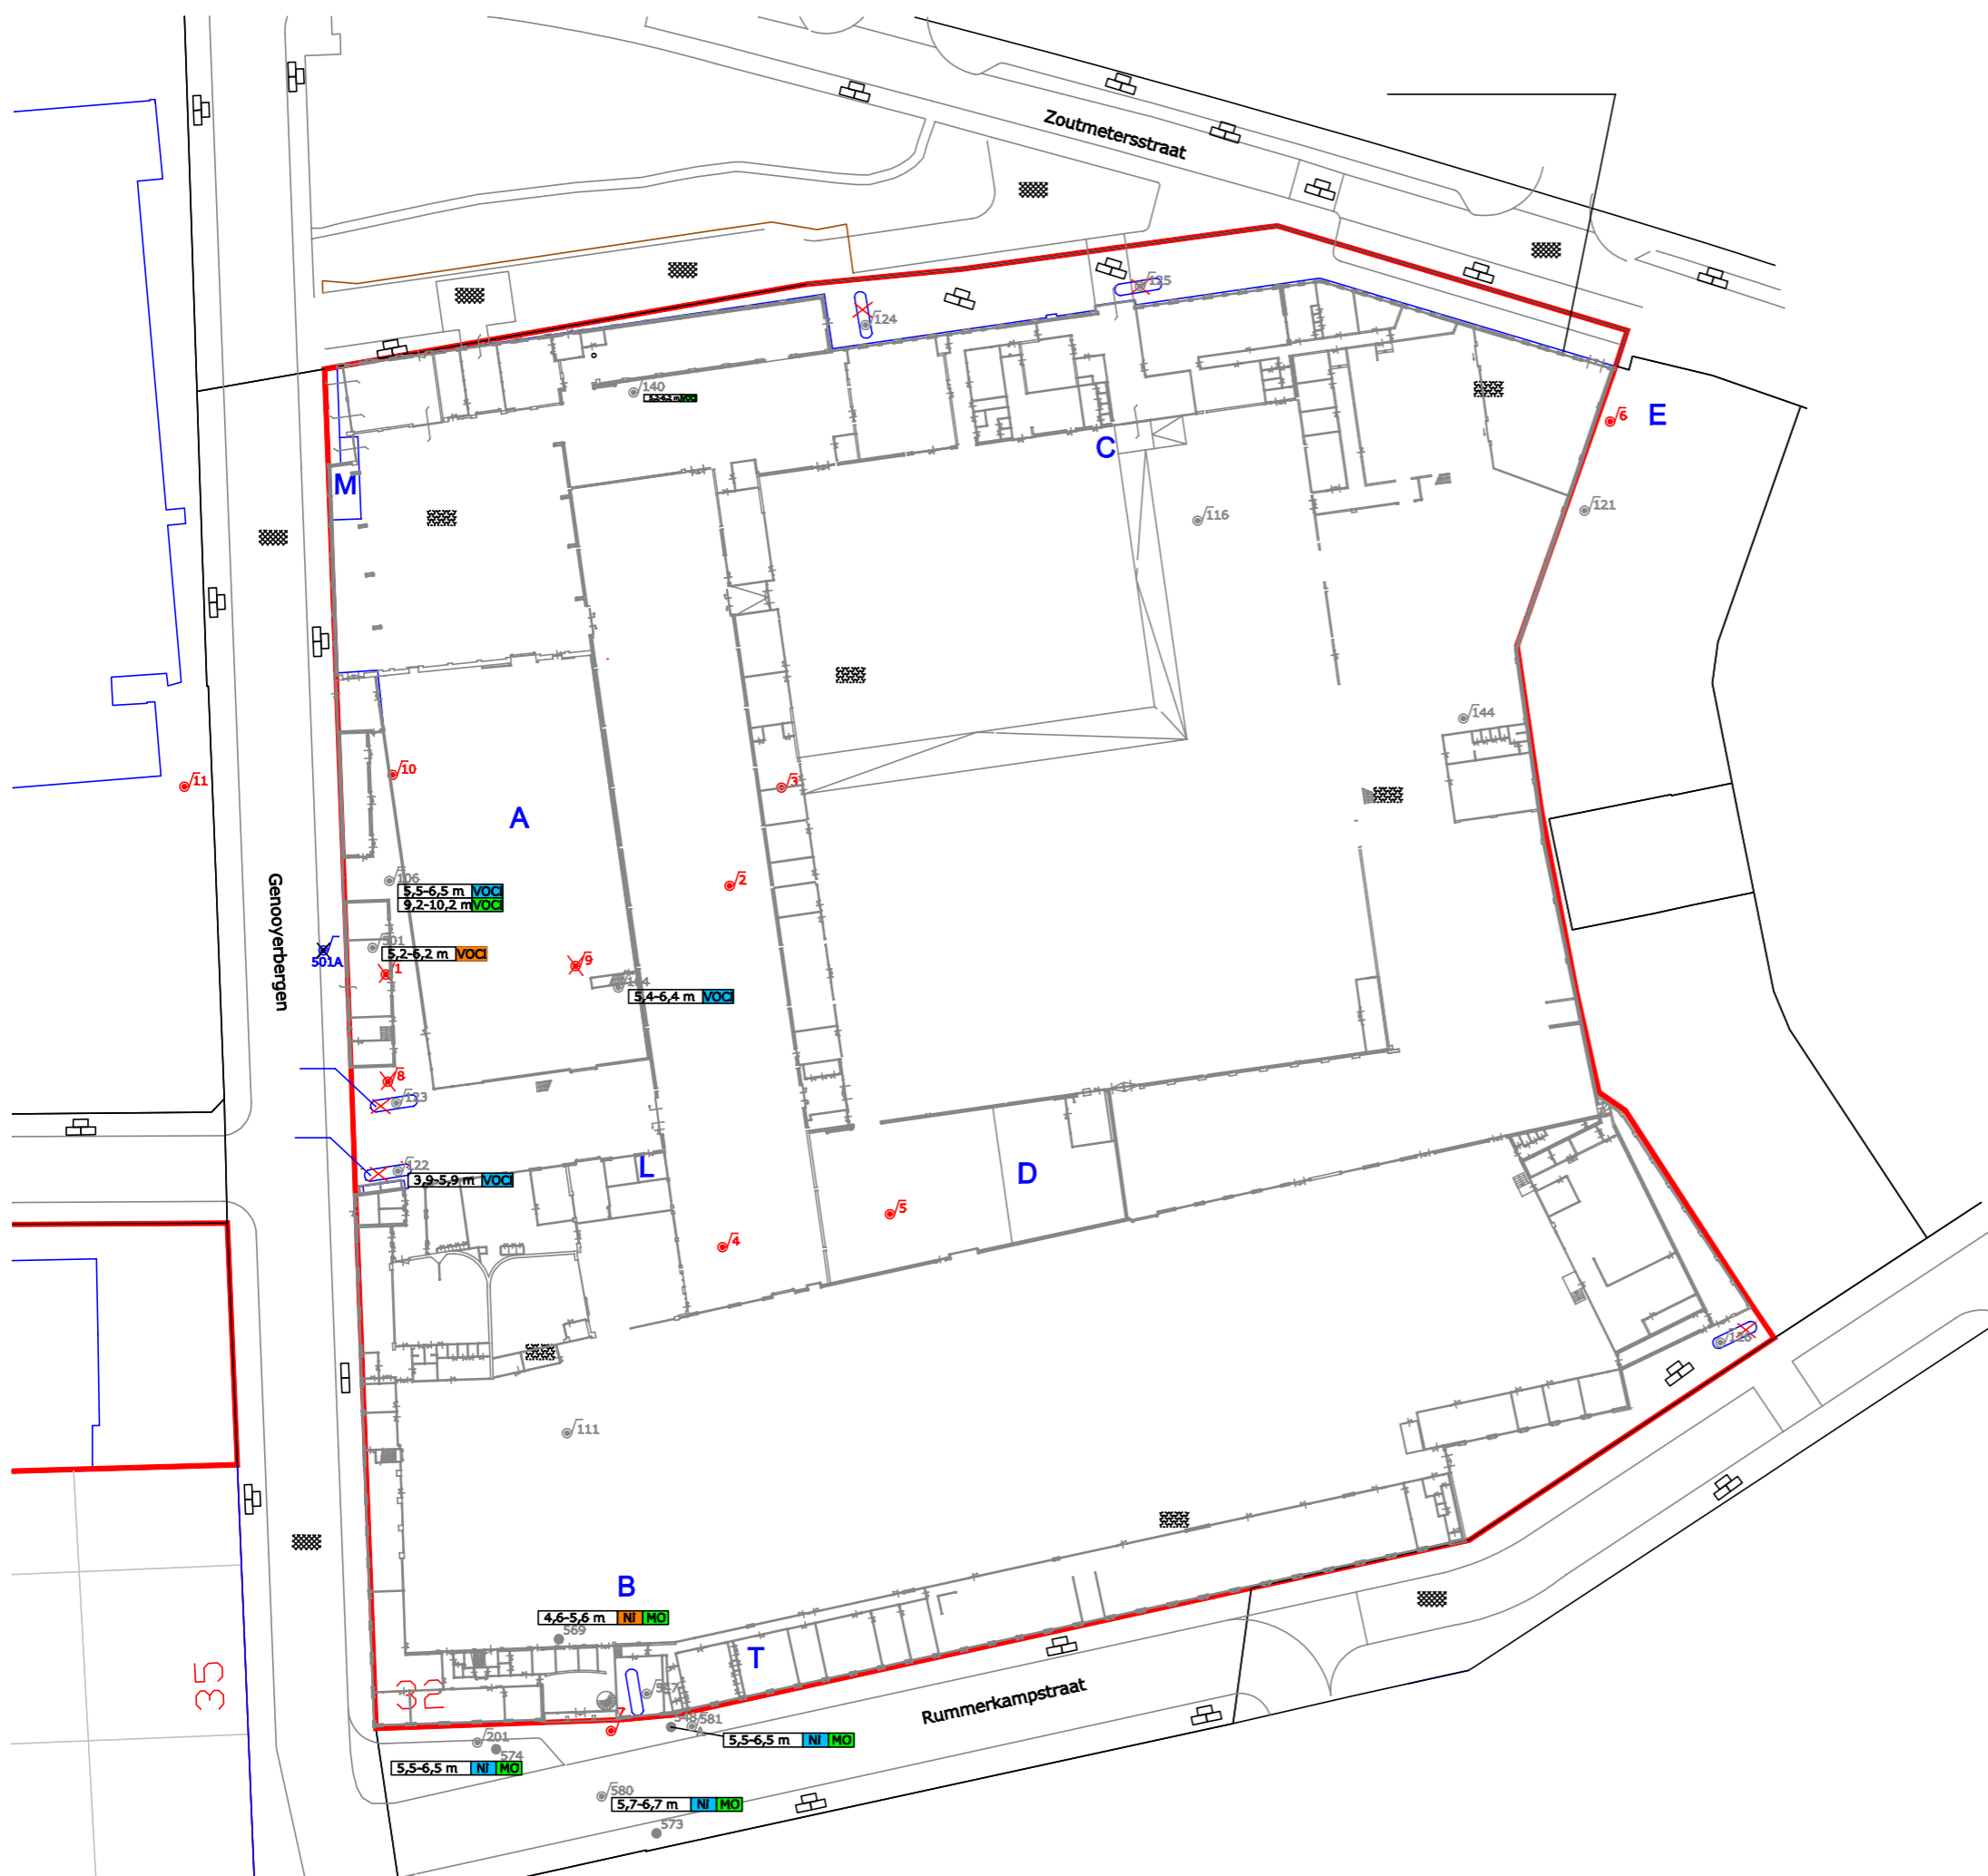 Zoutmetersstraat
125
124
140
VOCl
6
E
C
M
116
121
144
11
10
3
A
106
5,5-6,5 m VOCl
9,2-10,2 m VOCl
2
Genooyerbergen
501
5,2-6,2 m VOCl
501A
1
9
5,4-6,4 m VOCl
8
123
L
122
3,9-5,9 m VOCl
D
5
4
111
B
4,6-5,6 m NI MO
569
T
35
32
Rummerkampstraat
7
581
A
201
574
5,5-6,5 m NI MO
5,5-6,5 m NI MO
580
5,7-6,7 m NI MO
573